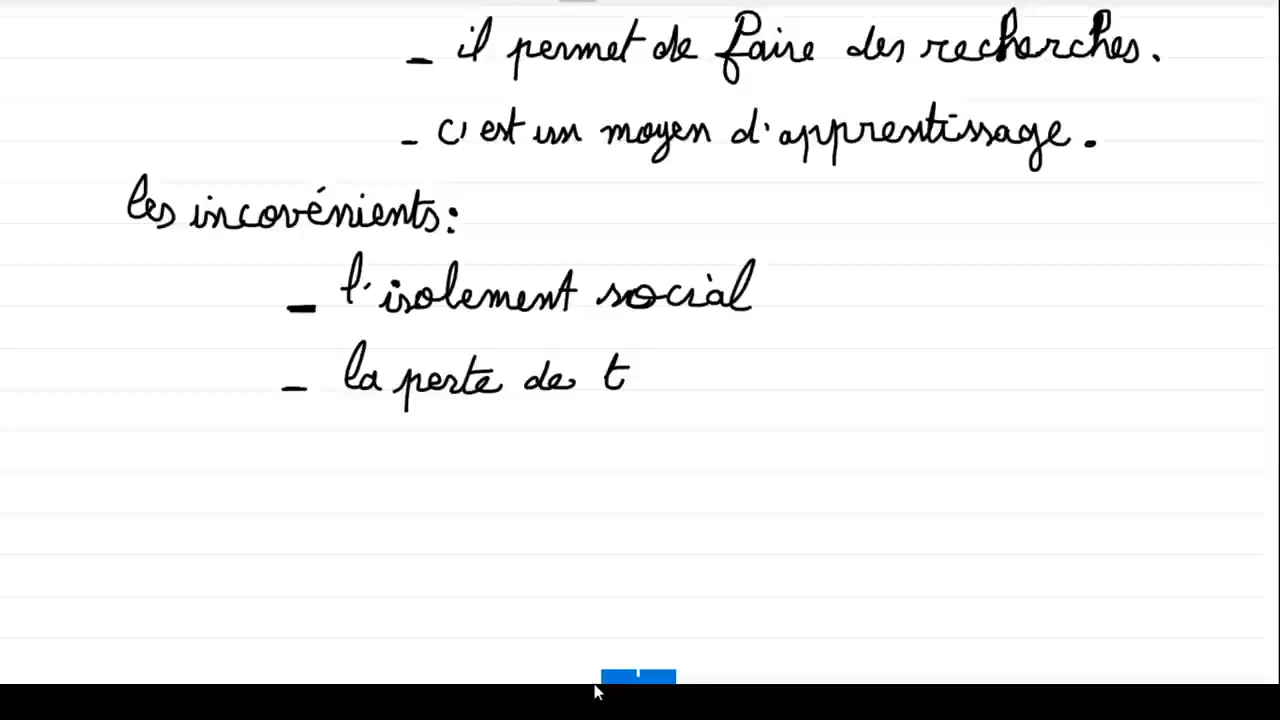 - il permet de faire des recherches.
- c'est un moyen d'apprentissage.
les incovénients:
- l'isolement social
- la perte de t